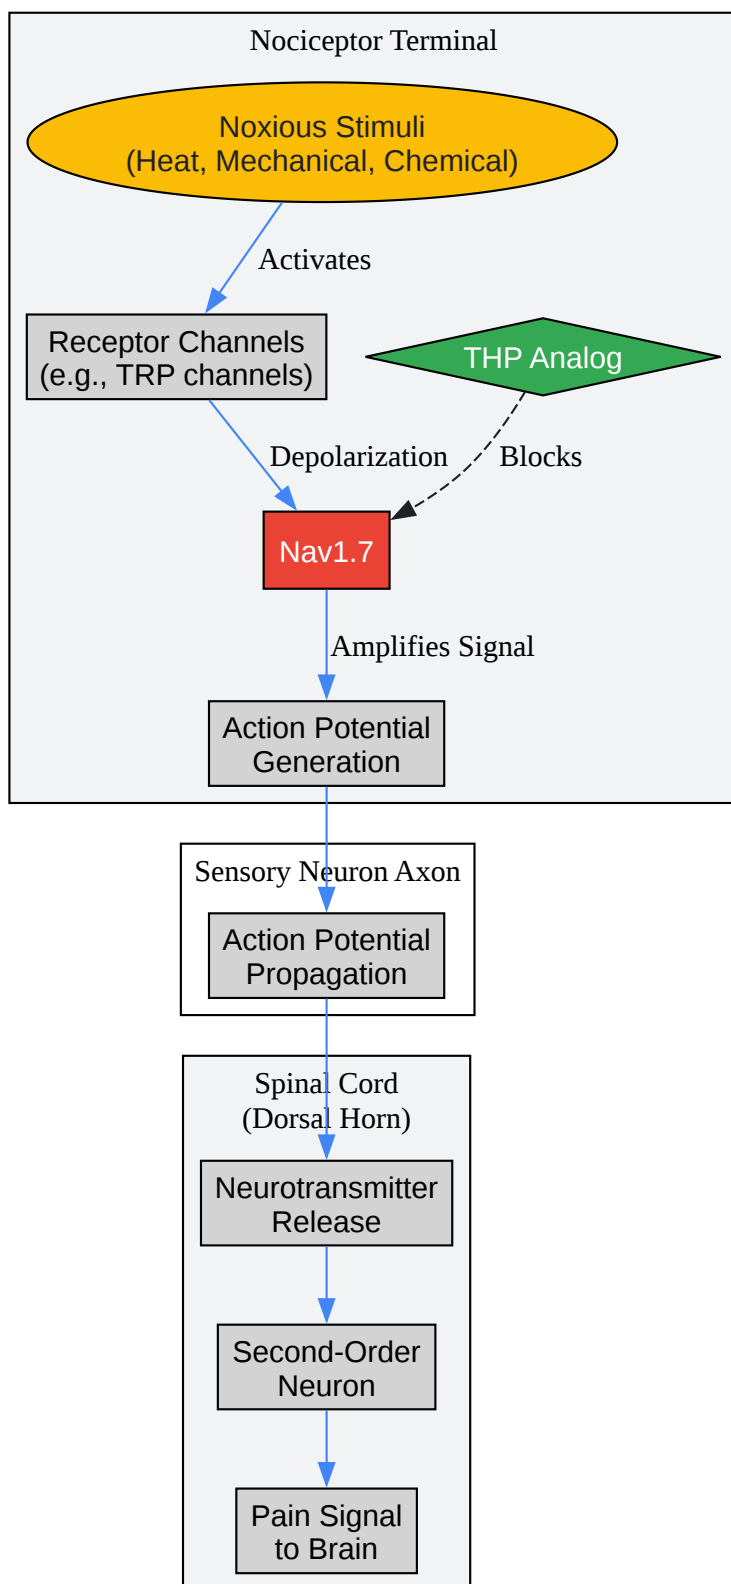 Nociceptor Terminal
Noxious Stimuli
(Heat, Mechanical, Chemical)
Activates
Receptor Channels
(e.g., TRP channels)
THP Analog
Depolarization
Blocks
Nav1.7
Amplifies Signal
Action Potential
Generation
Sensory Neuron Axon
Action Potential
Propagation
Spinal Cord
(Dorsal Horn)
Neurotransmitter
Release
Second-Order
Neuron
Pain Signal
to Brain